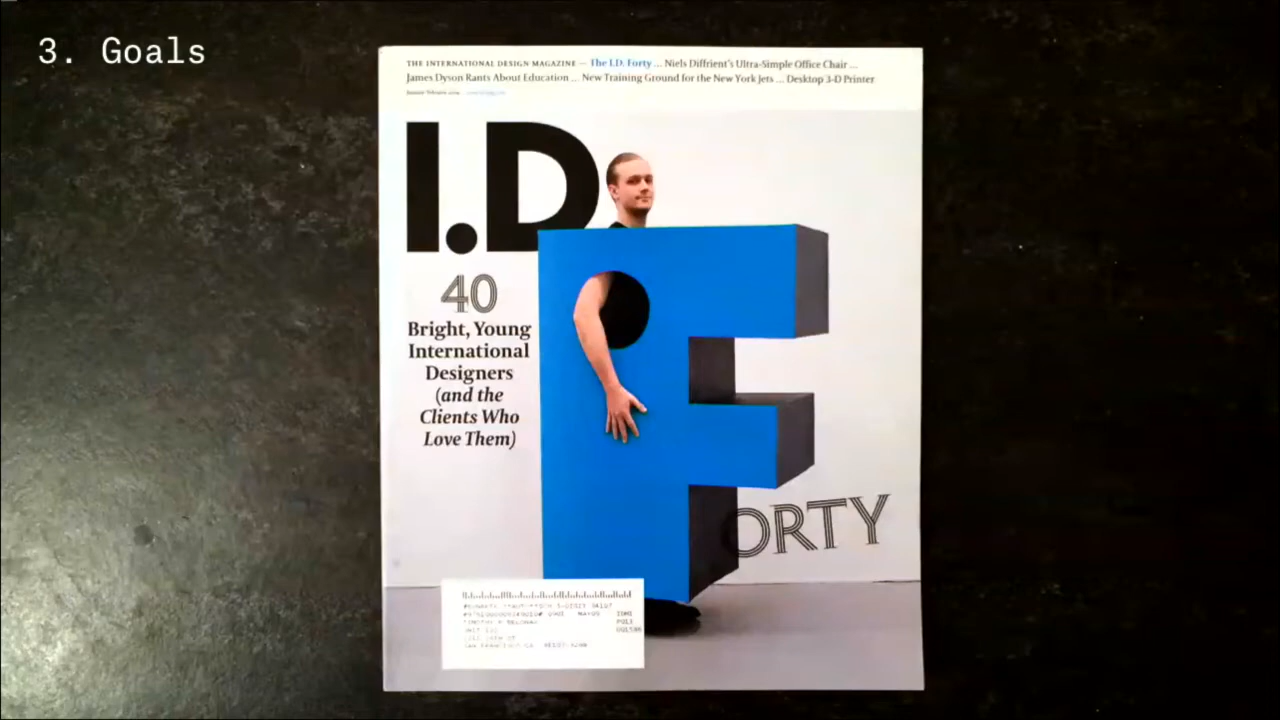 3. Goals
THE INTERNATIONAL DESIGN MAGAZINE — The I.D. Forty ... Niels Diffrient's Ultra-Simple Office Chair ...
James Dyson Rants About Education ... New Training Ground for the New York Jets ... Desktop 3-D Printer
I.D.
40
Bright, Young
International
Designers
(and the
Clients Who
Love Them)
FORTY